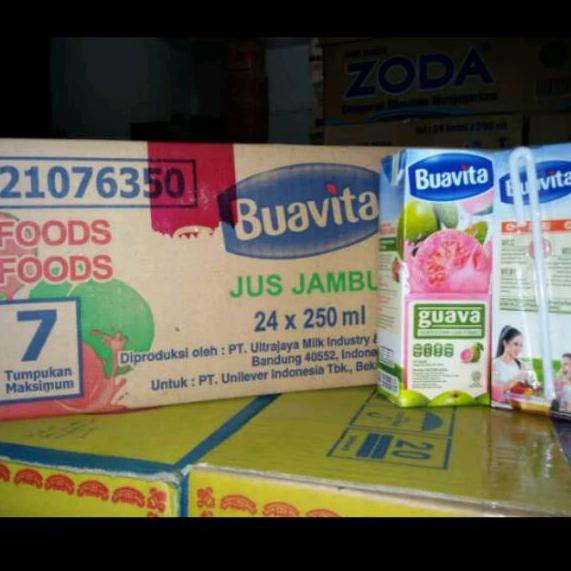 ZODA
21076350
FOODS
FOODS
7
Tumpukan
Maksimum
Buavita
JUS JAMBU
24 x 250 ml
Diproduksi oleh : PT. Ultrajaya Milk Industry &
Bandung 40552, Indone
Untuk : PT. Unilever Indonesia Tbk., Bek
Buavita
guava
Buavita
20